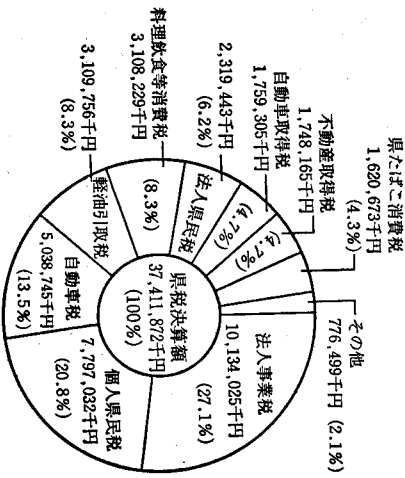 県税決算額
37,411,872千円
(100%)
法人事業税
10,134,025千円
(27.1%)
個人県民税
7,797,032千円
(20.8%)
自動車税
5,038,745千円
(13.5%)
軽油引取税
3,109,756千円
(8.3%)
料理飲食等消費税
3,108,229千円
(8.3%)
法人県民税
2,319,443千円
(6.2%)
自動車取得税
1,759,305千円
(4.7%)
不動産取得税
1,748,165千円
(4.7%)
県たばこ消費税
1,620,673千円
(4.3%)
その他
776,499千円 (2.1%)